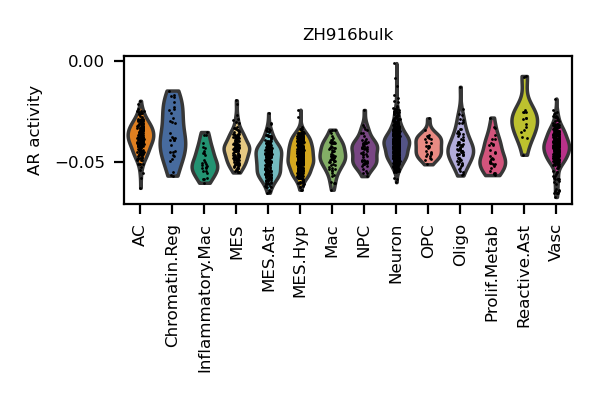 ZH916bulk
AR activity
0.00
−0.05
AC
Chromatin.Reg
Inflammatory.Mac
MES
MES.Ast
MES.Hyp
Mac
NPC
Neuron
OPC
Oligo
Prolif.Metab
Reactive.Ast
Vasc